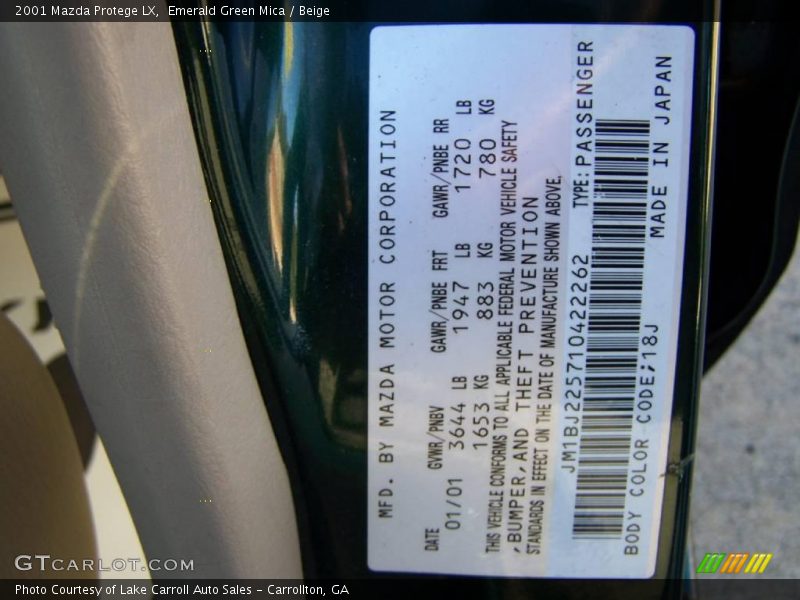 2001 Mazda Protege LX, Emerald Green Mica / Beige
MFD. BY MAZDA MOTOR CORPORATION
DATE GVWR/PNBV GAWR/PNBE FRT GAWR/PNBE RR
01/01 3644 LB 1947 LB 1720 LB
1653 KG 883 KG 780 KG
THIS VEHICLE CONFORMS TO ALL APPLICABLE FEDERAL MOTOR VEHICLE SAFETY
,BUMPER,AND THEFT PREVENTION
STANDARDS IN EFFECT ON THE DATE OF MANUFACTURE SHOWN ABOVE.
JM1BJ225710422262 TYPE:PASSENGER
BODY COLOR CODE;18J MADE IN JAPAN
GTCARLOT.COM
Photo Courtesy of Lake Carroll Auto Sales - Carrollton, GA